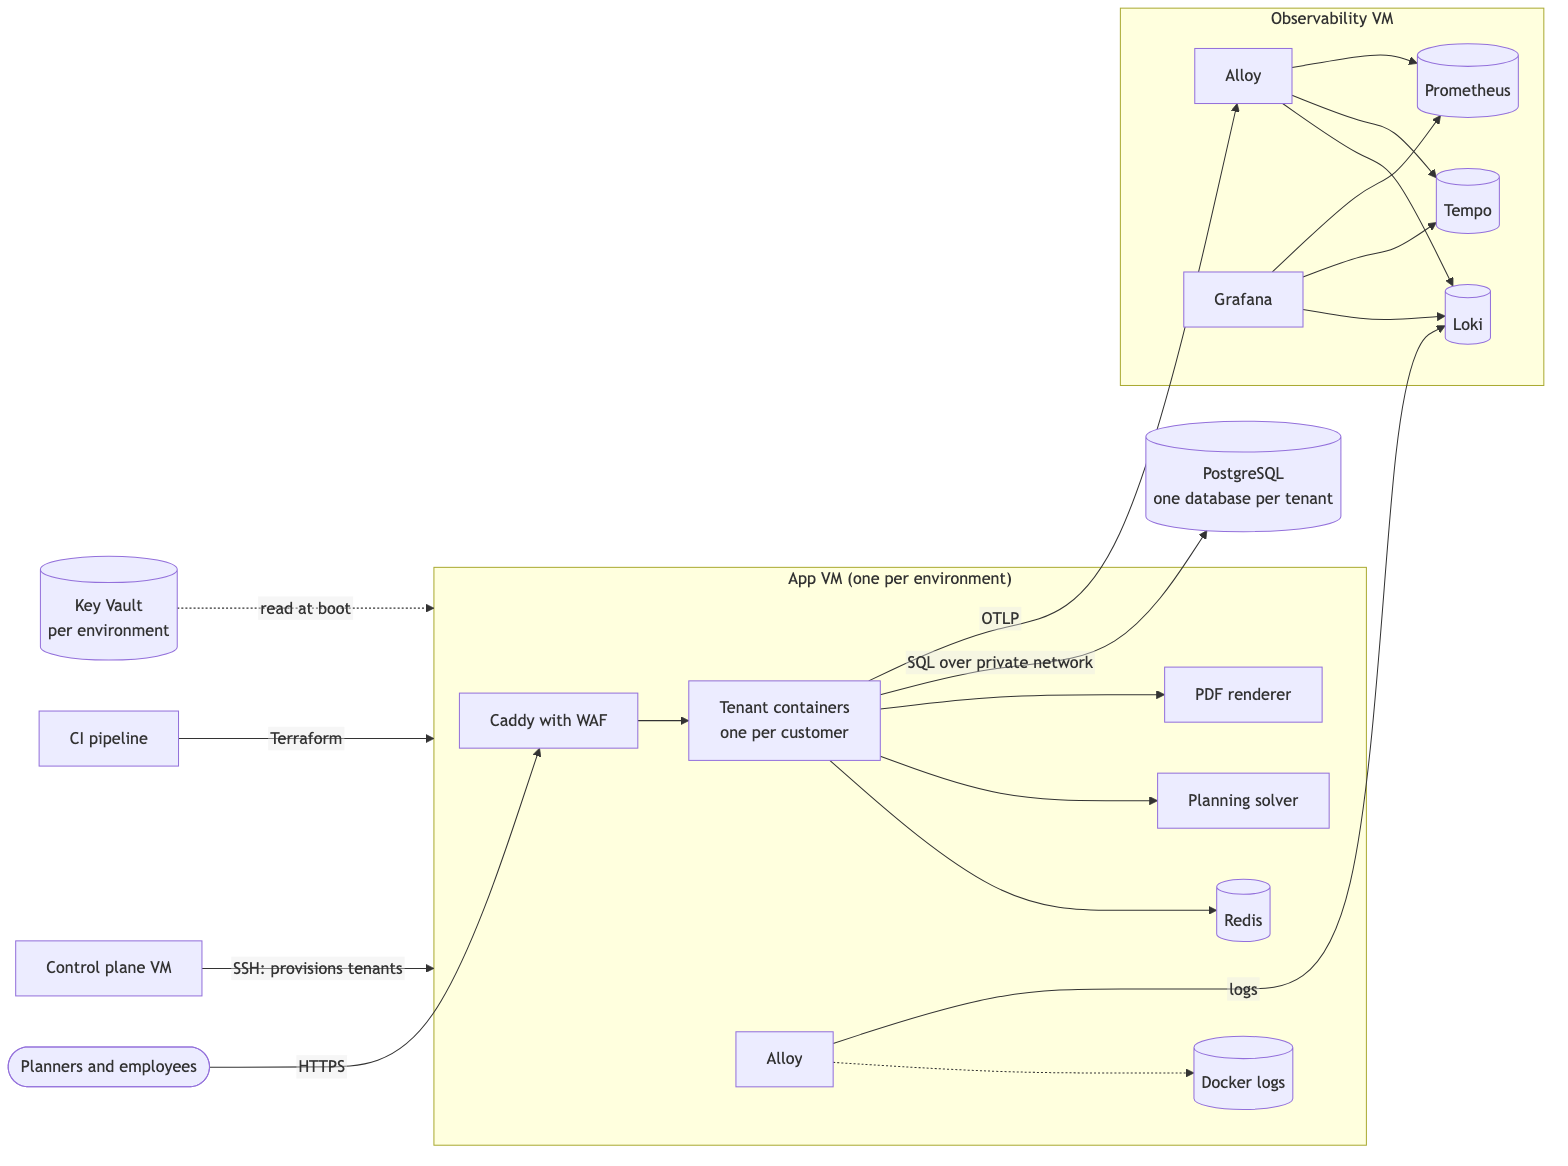 Observability VM
Alloy
Prometheus
Tempo
Grafana
Loki
PostgreSQL
one database per tenant
App VM (one per environment)
Key Vault
per environment
read at boot
OTLP
SQL over private network
PDF renderer
Caddy with WAF
Tenant containers
one per customer
CI pipeline
Terraform
Planning solver
Redis
Control plane VM
SSH: provisions tenants
logs
Planners and employees
HTTPS
Alloy
Docker logs